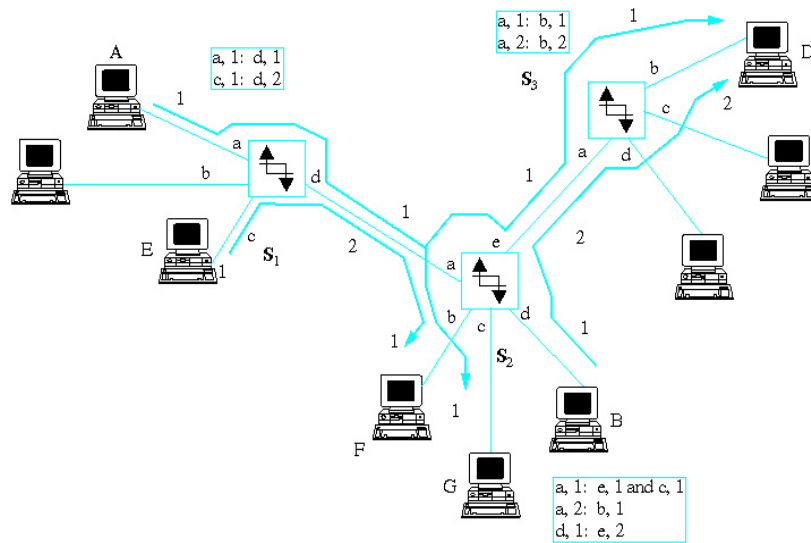 A
a, 1: d, 1
c, 1: d, 2
1
a
b
d
E
c
1
S1
1
2
a, 1: b, 1
a, 2: b, 2
1
S3
b
D
c
2
a
d
1
2
e
a
b
c
d
S2
1
1
1
F
G
B
a, 1: e, 1 and c, 1
a, 2: b, 1
d, 1: e, 2